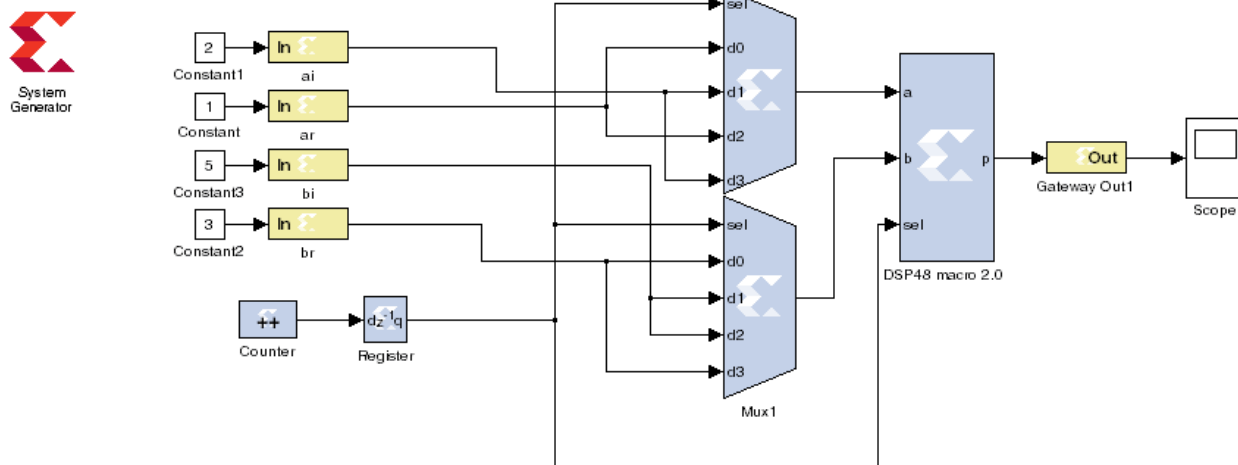 System
Generator
2
In
Constant1
ai
1
In
Constant
ar
5
In
Constant3
bi
3
In
Constant2
br
++
Counter
dz-1q
Register
sel
d0
d1
d2
d3
sel
d0
d1
d2
d3
Mux1
a
b
p
sel
DSP48 macro 2.0
Out
Gateway Out1
Scope